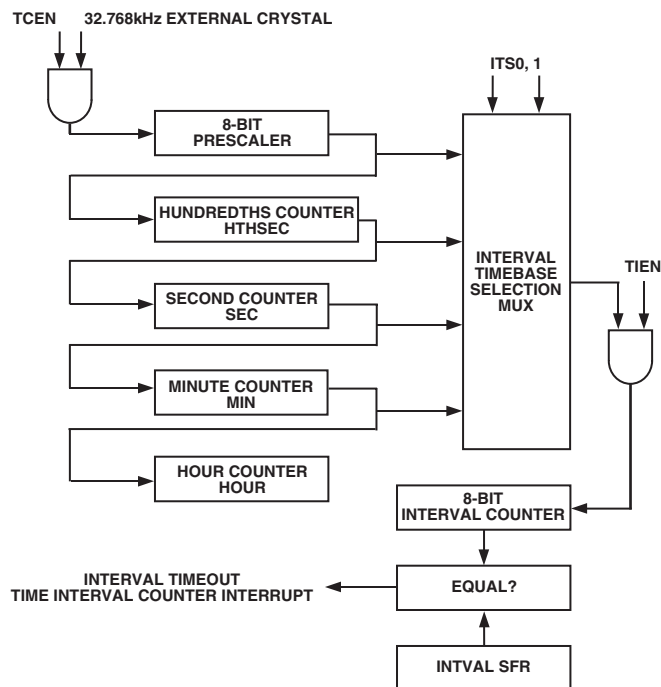 TCEN 32.768kHz EXTERNAL CRYSTAL
ITS0, 1
8-BIT
PRESCALER
HUNDREDTHS COUNTER
HTHSEC
INTERVAL
TIMEBASE
SELECTION
MUX
TIEN
SECOND COUNTER
SEC
MINUTE COUNTER
MIN
HOUR COUNTER
HOUR
8-BIT
INTERVAL COUNTER
INTERVAL TIMEOUT
TIME INTERVAL COUNTER INTERRUPT
EQUAL?
INTVAL SFR